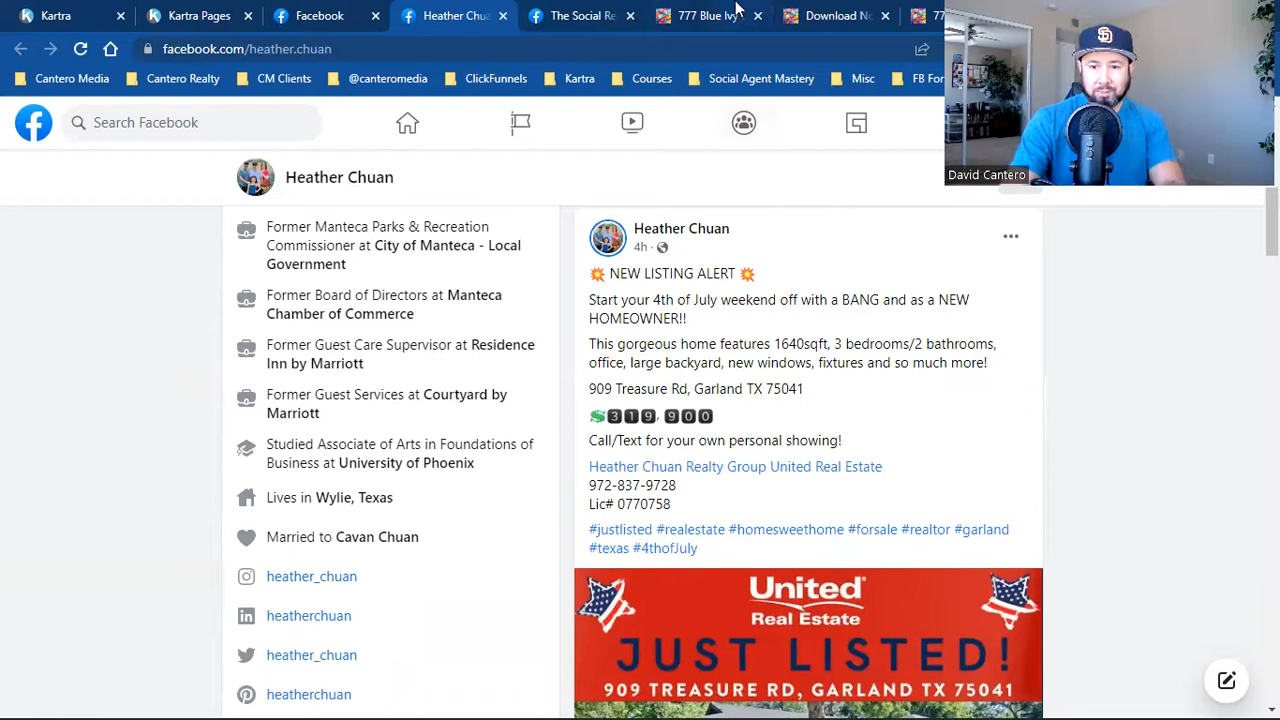 Kartra
Kartra Pages
Facebook
Heather Chua
The Social Re
777 Blue Ivy
Download No
77
facebook.com/heather.chuan
Cantero Media
Cantero Realty
CM Clients
@canteromedia
ClickFunnels
Kartra
Courses
Social Agent Mastery
Misc
FB For
Search Facebook
David Cantero
Heather Chuan
Former Manteca Parks & Recreation
Commissioner at City of Manteca - Local
Government
Former Board of Directors at Manteca
Chamber of Commerce
Former Guest Care Supervisor at Residence
Inn by Marriott
Former Guest Services at Courtyard by
Marriott
Studied Associate of Arts in Foundations of
Business at University of Phoenix
Lives in Wylie, Texas
Married to Cavan Chuan
heather_chuan
heatherchuan
heather_chuan
heatherchuan
Heather Chuan
4h ·
💥 NEW LISTING ALERT 💥
Start your 4th of July weekend off with a BANG and as a NEW
HOMEOWNER!!
This gorgeous home features 1640sqft, 3 bedrooms/2 bathrooms,
office, large backyard, new windows, fixtures and so much more!
909 Treasure Rd, Garland TX 75041
💲319,900
Call/Text for your own personal showing!
Heather Chuan Realty Group United Real Estate
972-837-9728
Lic# 0770758
#justlisted #realestate #homesweethome #forsale #realtor #garland
#texas #4thofJuly
United
Real Estate
JUST LISTED!
909 TREASURE RD, GARLAND TX 75041